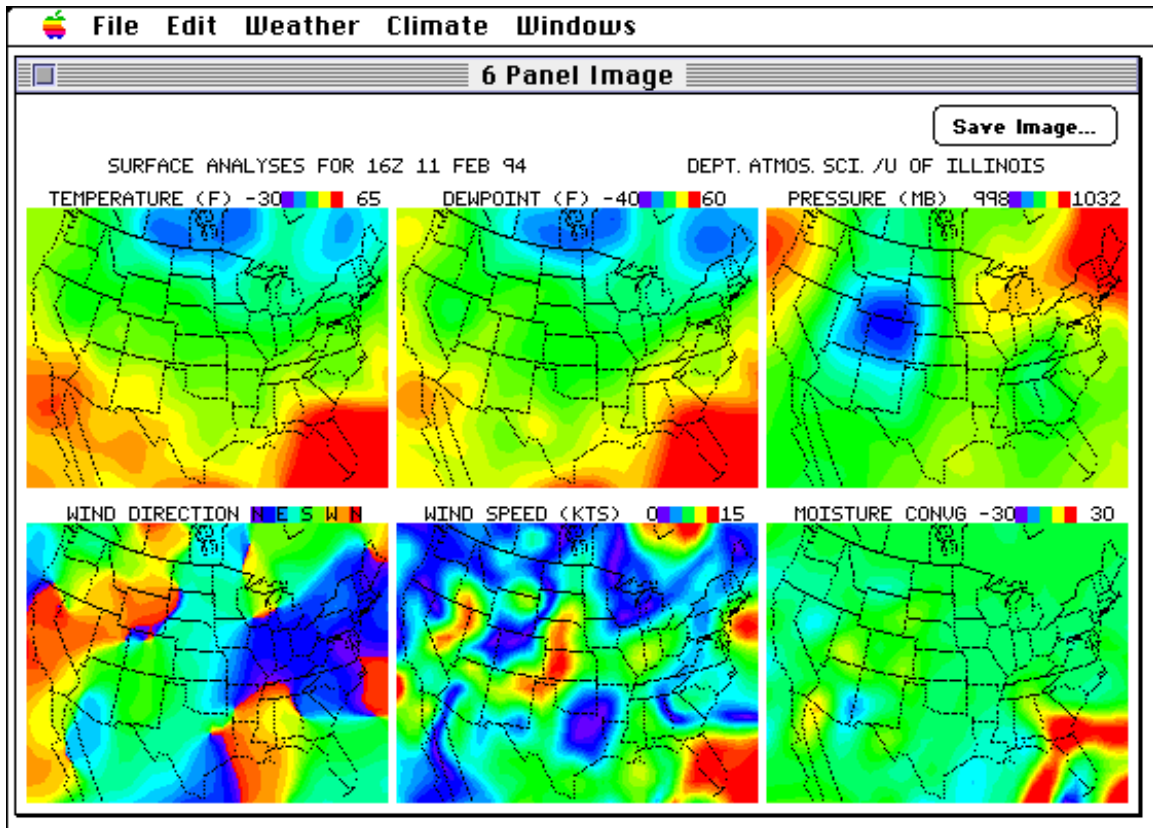 File Edit Weather Climate Windows
6 Panel Image
Save Image...
SURFACE ANALYSES FOR 16Z 11 FEB 94 DEPT. ATMOS. SCI. /U OF ILLINOIS
TEMPERATURE (F) -30 65 DEWPOINT (F) -40 60 PRESSURE (MB) 998 1032
WIND DIRECTION N E S W N WIND SPEED (KTS) 0 15 MOISTURE CONVG -30 30